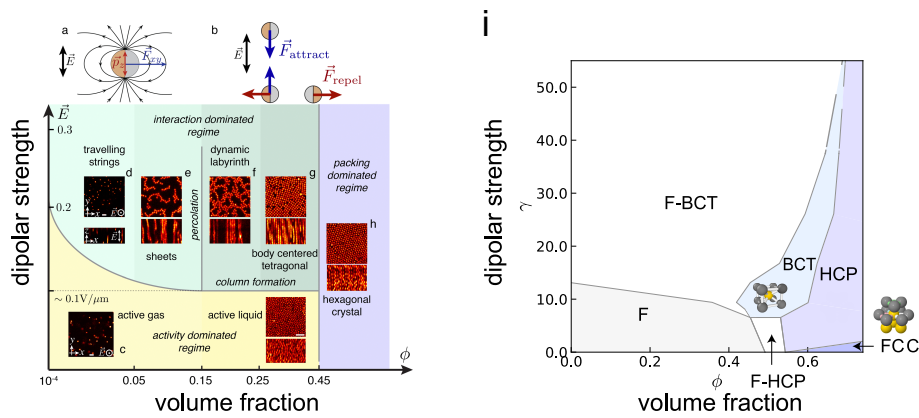 a
E⃗
p⃗z
F⃗xy
b
E⃗
F⃗attract
F⃗repel
i
dipolar strength
E⃗
0.3
0.2
~ 0.1V/μm
interaction dominated
regime
travelling
strings
d
y
x
E⃗
e
sheets
percolation
dynamic
labyrinth
f
g
body centered
tetragonal
column formation
packing
dominated
regime
h
hexagonal
crystal
active gas
y
x
E⃗
c
activity dominated
regime
active liquid
10⁻⁴
0.05
0.15
0.25
0.45
ϕ
volume fraction
dipolar strength
γ
50.0
40.0
30.0
20.0
10.0
0.0
F-BCT
BCT
HCP
F
FCC
F-HCP
0.0
0.2
0.4
0.6
ϕ
volume fraction